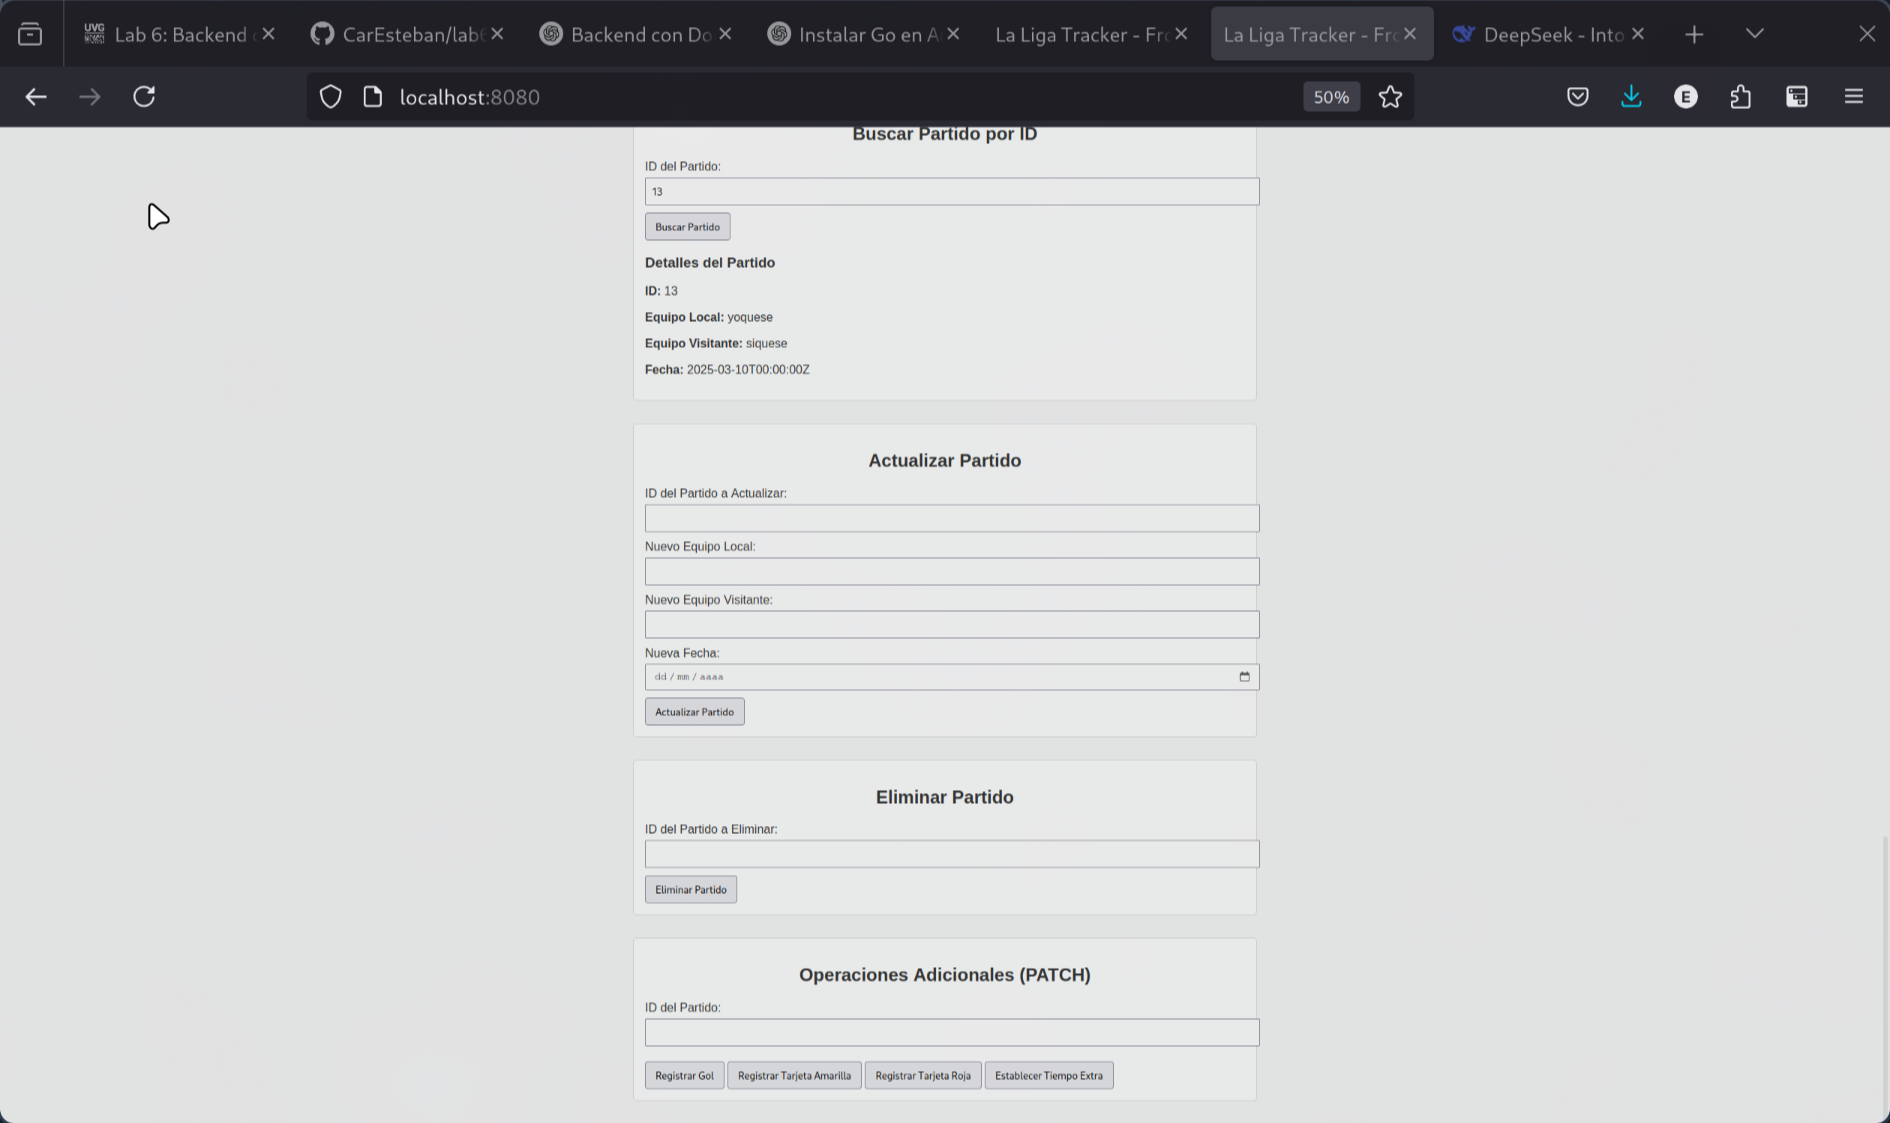 UVG Lab 6: Backend
CarEsteban/lab6
Backend con Do
Instalar Go en A
La Liga Tracker - Fro
La Liga Tracker - Fro
DeepSeek - Into
localhost:8080
50%
E
Buscar Partido por ID
ID del Partido:
13
Buscar Partido
Detalles del Partido
ID: 13
Equipo Local: yoquese
Equipo Visitante: siquese
Fecha: 2025-03-10T00:00:00Z
Actualizar Partido
ID del Partido a Actualizar:
Nuevo Equipo Local:
Nuevo Equipo Visitante:
Nueva Fecha:
dd / mm / aaaa
Actualizar Partido
Eliminar Partido
ID del Partido a Eliminar:
Eliminar Partido
Operaciones Adicionales (PATCH)
ID del Partido:
Registrar Gol Registrar Tarjeta Amarilla Registrar Tarjeta Roja Establecer Tiempo Extra